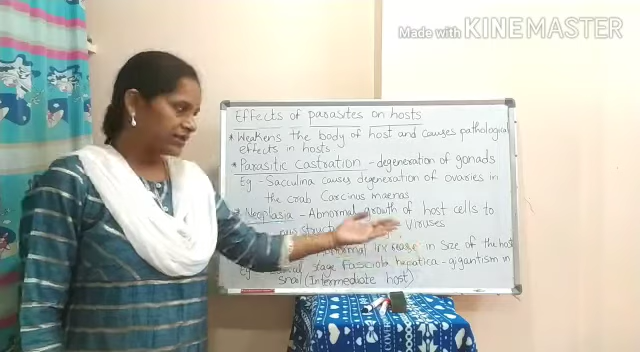 Made with KINEMASTER
Effects of parasites on hosts
* Weakens the body of host and causes pathological
effects in hosts
* Parasitic Castration - degeneration of gonads
Eg - Sacculina causes degeneration of ovaries in
the crab Carcinus maenas
* Neoplasia - Abnormal growth of host cells to
Viruses
increase in size of the host
stage Fasciola hepatica - gigantism in
snail (Intermediate host)